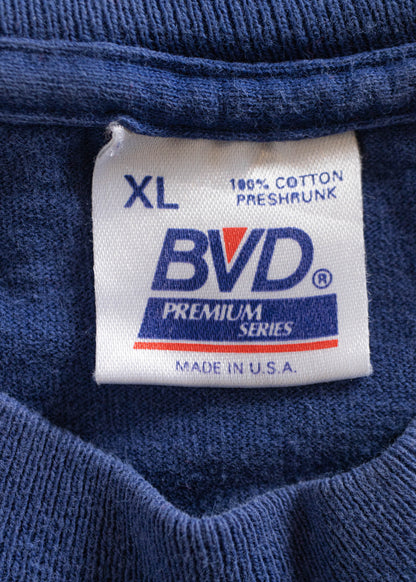 XL
100% COTTON
PRESHRUNK
BVD®
PREMIUM
SERIES
MADE IN U.S.A.